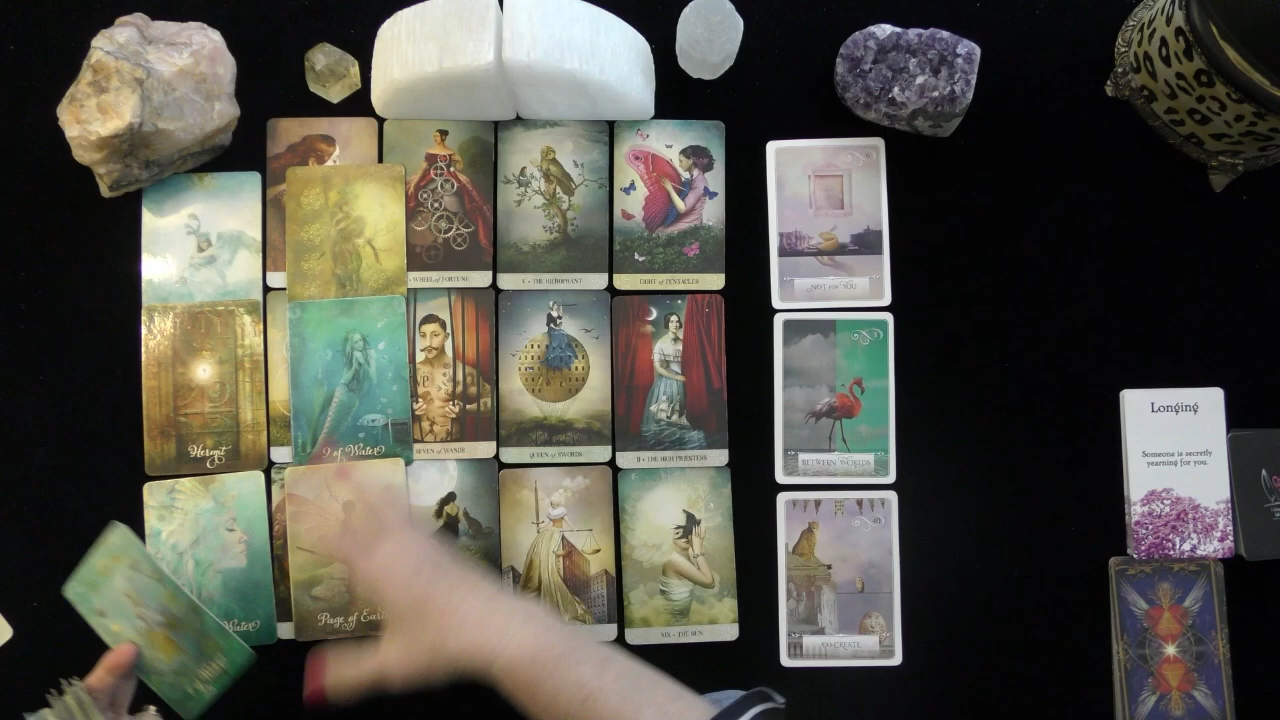 WHEEL of FORTUNE
V • THE HIEROPHANT
EIGHT of PENTACLES
NOT FOR YOU
Hermit
9 of Water
SEVEN of WANDS
QUEEN of SWORDS
II • THE HIGH PRIESTESS
3
BETWEEN WORLDS
Longing
Someone is secretly
yearning for you.
Water
Page of Earth
SIX • THE SUN
40
CO-CREATE